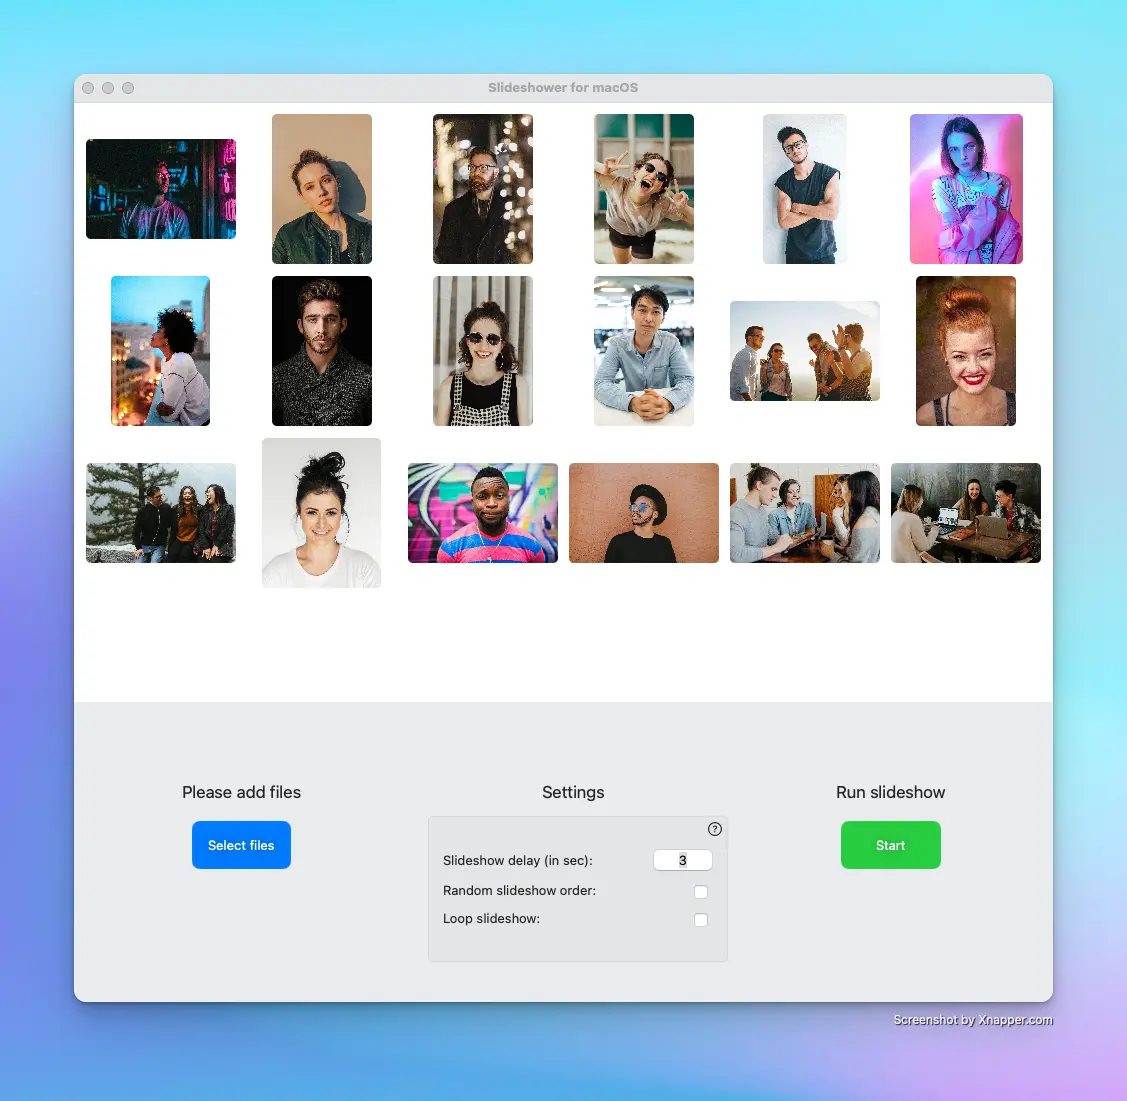 Slideshower for macOS
Please add files
Select files
Settings
?
Slideshow delay (in sec):
3
Random slideshow order:
Loop slideshow:
Run slideshow
Start
Screenshot by Xnapper.com